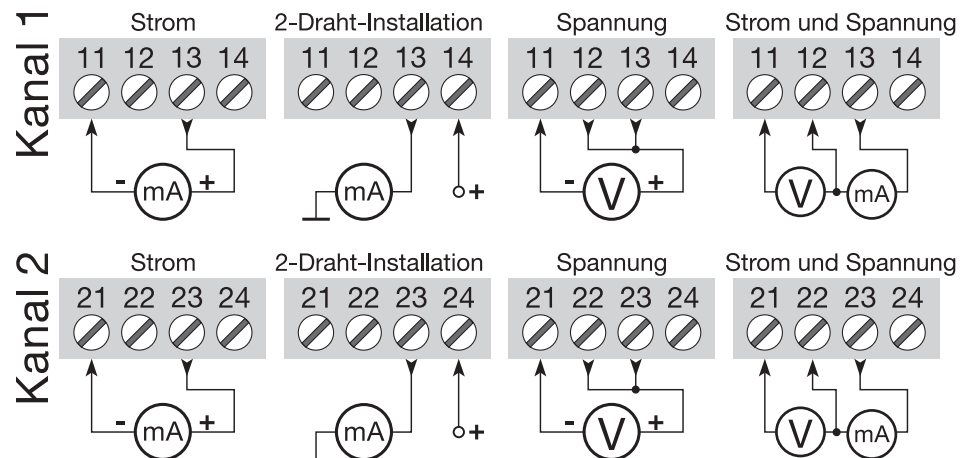 Kanal 1
Strom 2-Draht-Installation Spannung Strom und Spannung
11 12 13 14 11 12 13 14 11 12 13 14 11 12 13 14
- mA + mA + - V + V mA
Kanal 2
Strom 2-Draht-Installation Spannung Strom und Spannung
21 22 23 24 21 22 23 24 21 22 23 24 21 22 23 24
- mA + mA + - V + V mA